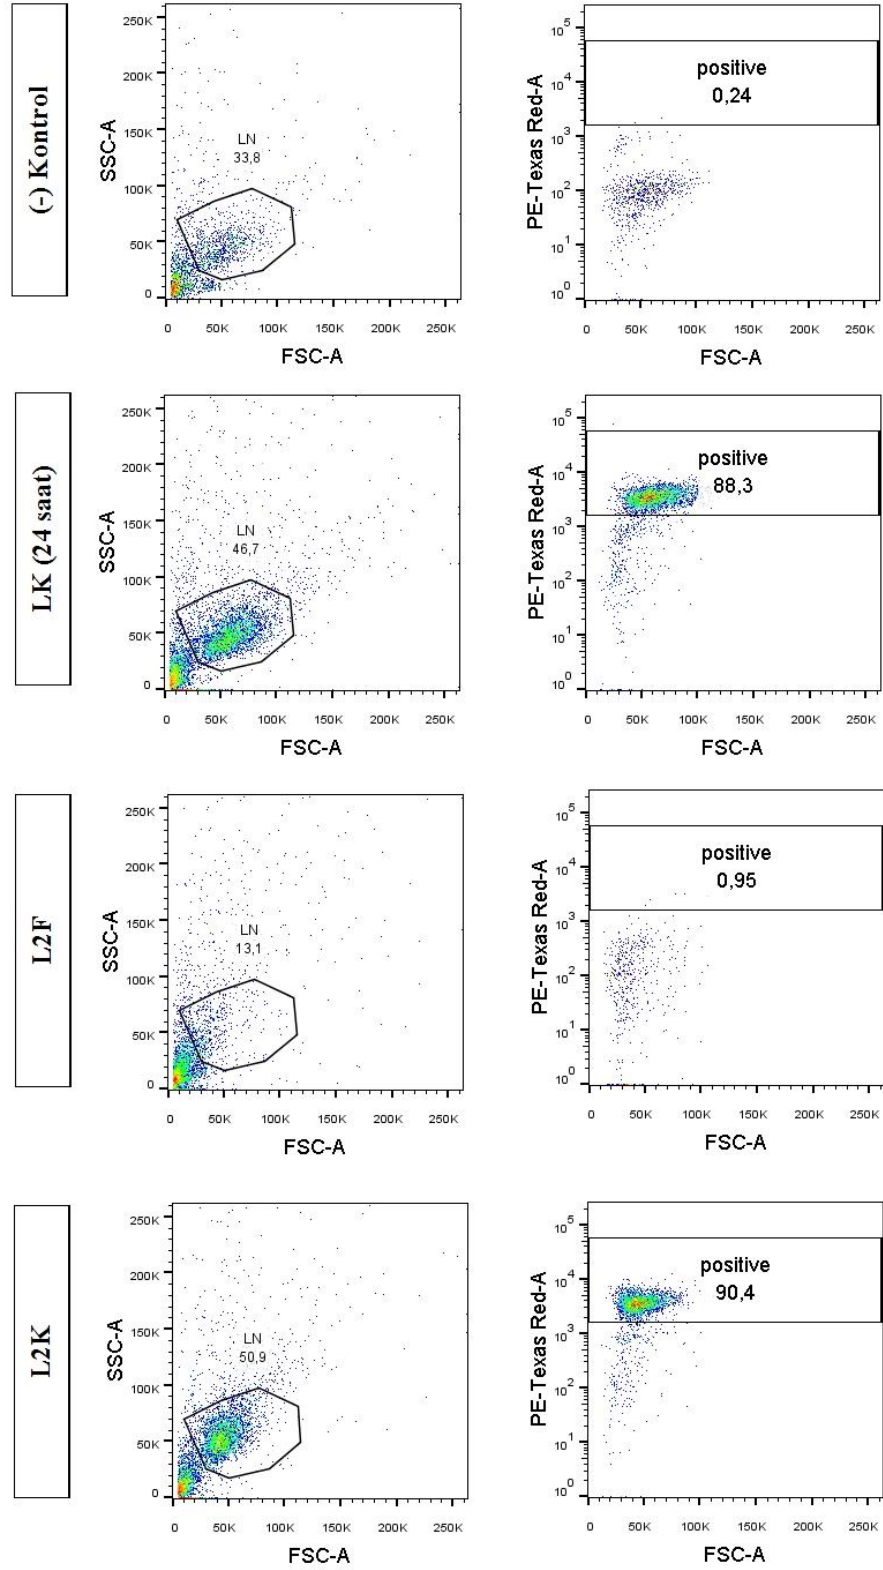 (-) Kontrol
250K
200K
150K
100K
50K
0
SSC-A
LN
33,8
0 50K 100K 150K 200K 250K
FSC-A
10^5
10^4
10^3
10^2
10^1
10^0
PE-Texas Red-A
positive
0,24
0 50K 100K 150K 200K 250K
FSC-A
LK (24 saat)
250K
200K
150K
100K
50K
0
SSC-A
LN
46,7
0 50K 100K 150K 200K 250K
FSC-A
10^5
10^4
10^3
10^2
10^1
10^0
PE-Texas Red-A
positive
88,3
0 50K 100K 150K 200K 250K
FSC-A
L2F
250K
200K
150K
100K
50K
0
SSC-A
LN
13,1
0 50K 100K 150K 200K 250K
FSC-A
10^5
10^4
10^3
10^2
10^1
10^0
PE-Texas Red-A
positive
0,95
0 50K 100K 150K 200K 250K
FSC-A
L2K
250K
200K
150K
100K
50K
0
SSC-A
LN
50,9
0 50K 100K 150K 200K 250K
FSC-A
10^5
10^4
10^3
10^2
10^1
10^0
PE-Texas Red-A
positive
90,4
0 50K 100K 150K 200K 250K
FSC-A